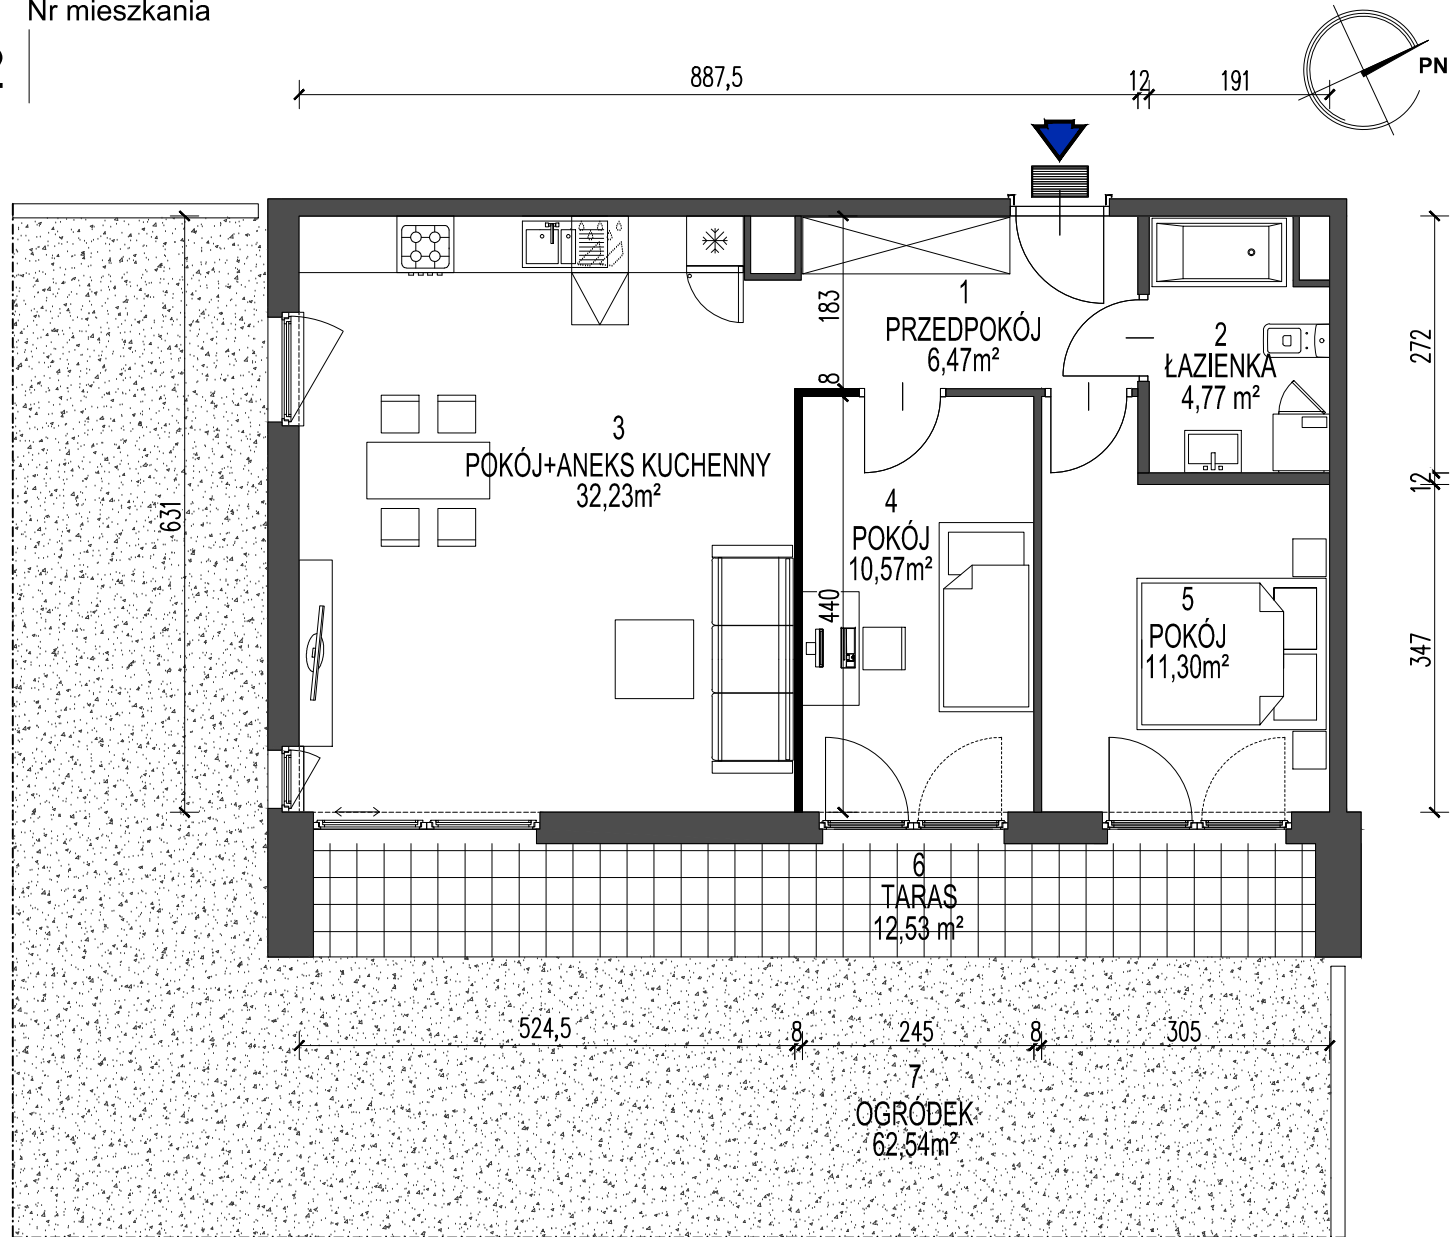 Nr mieszkania
2
887,5
12
191
PN
1
PRZEDPOKÓJ
6,47m²
183
8
2
ŁAZIENKA
4,77 m²
272
12
3
POKÓJ+ANEKS KUCHENNY
32,23m²
631
4
POKÓJ
10,57m²
440
5
POKÓJ
11,30m²
347
6
TARAS
12,53 m²
524,5
8
245
8
305
7
OGRÓDEK
62,54m²